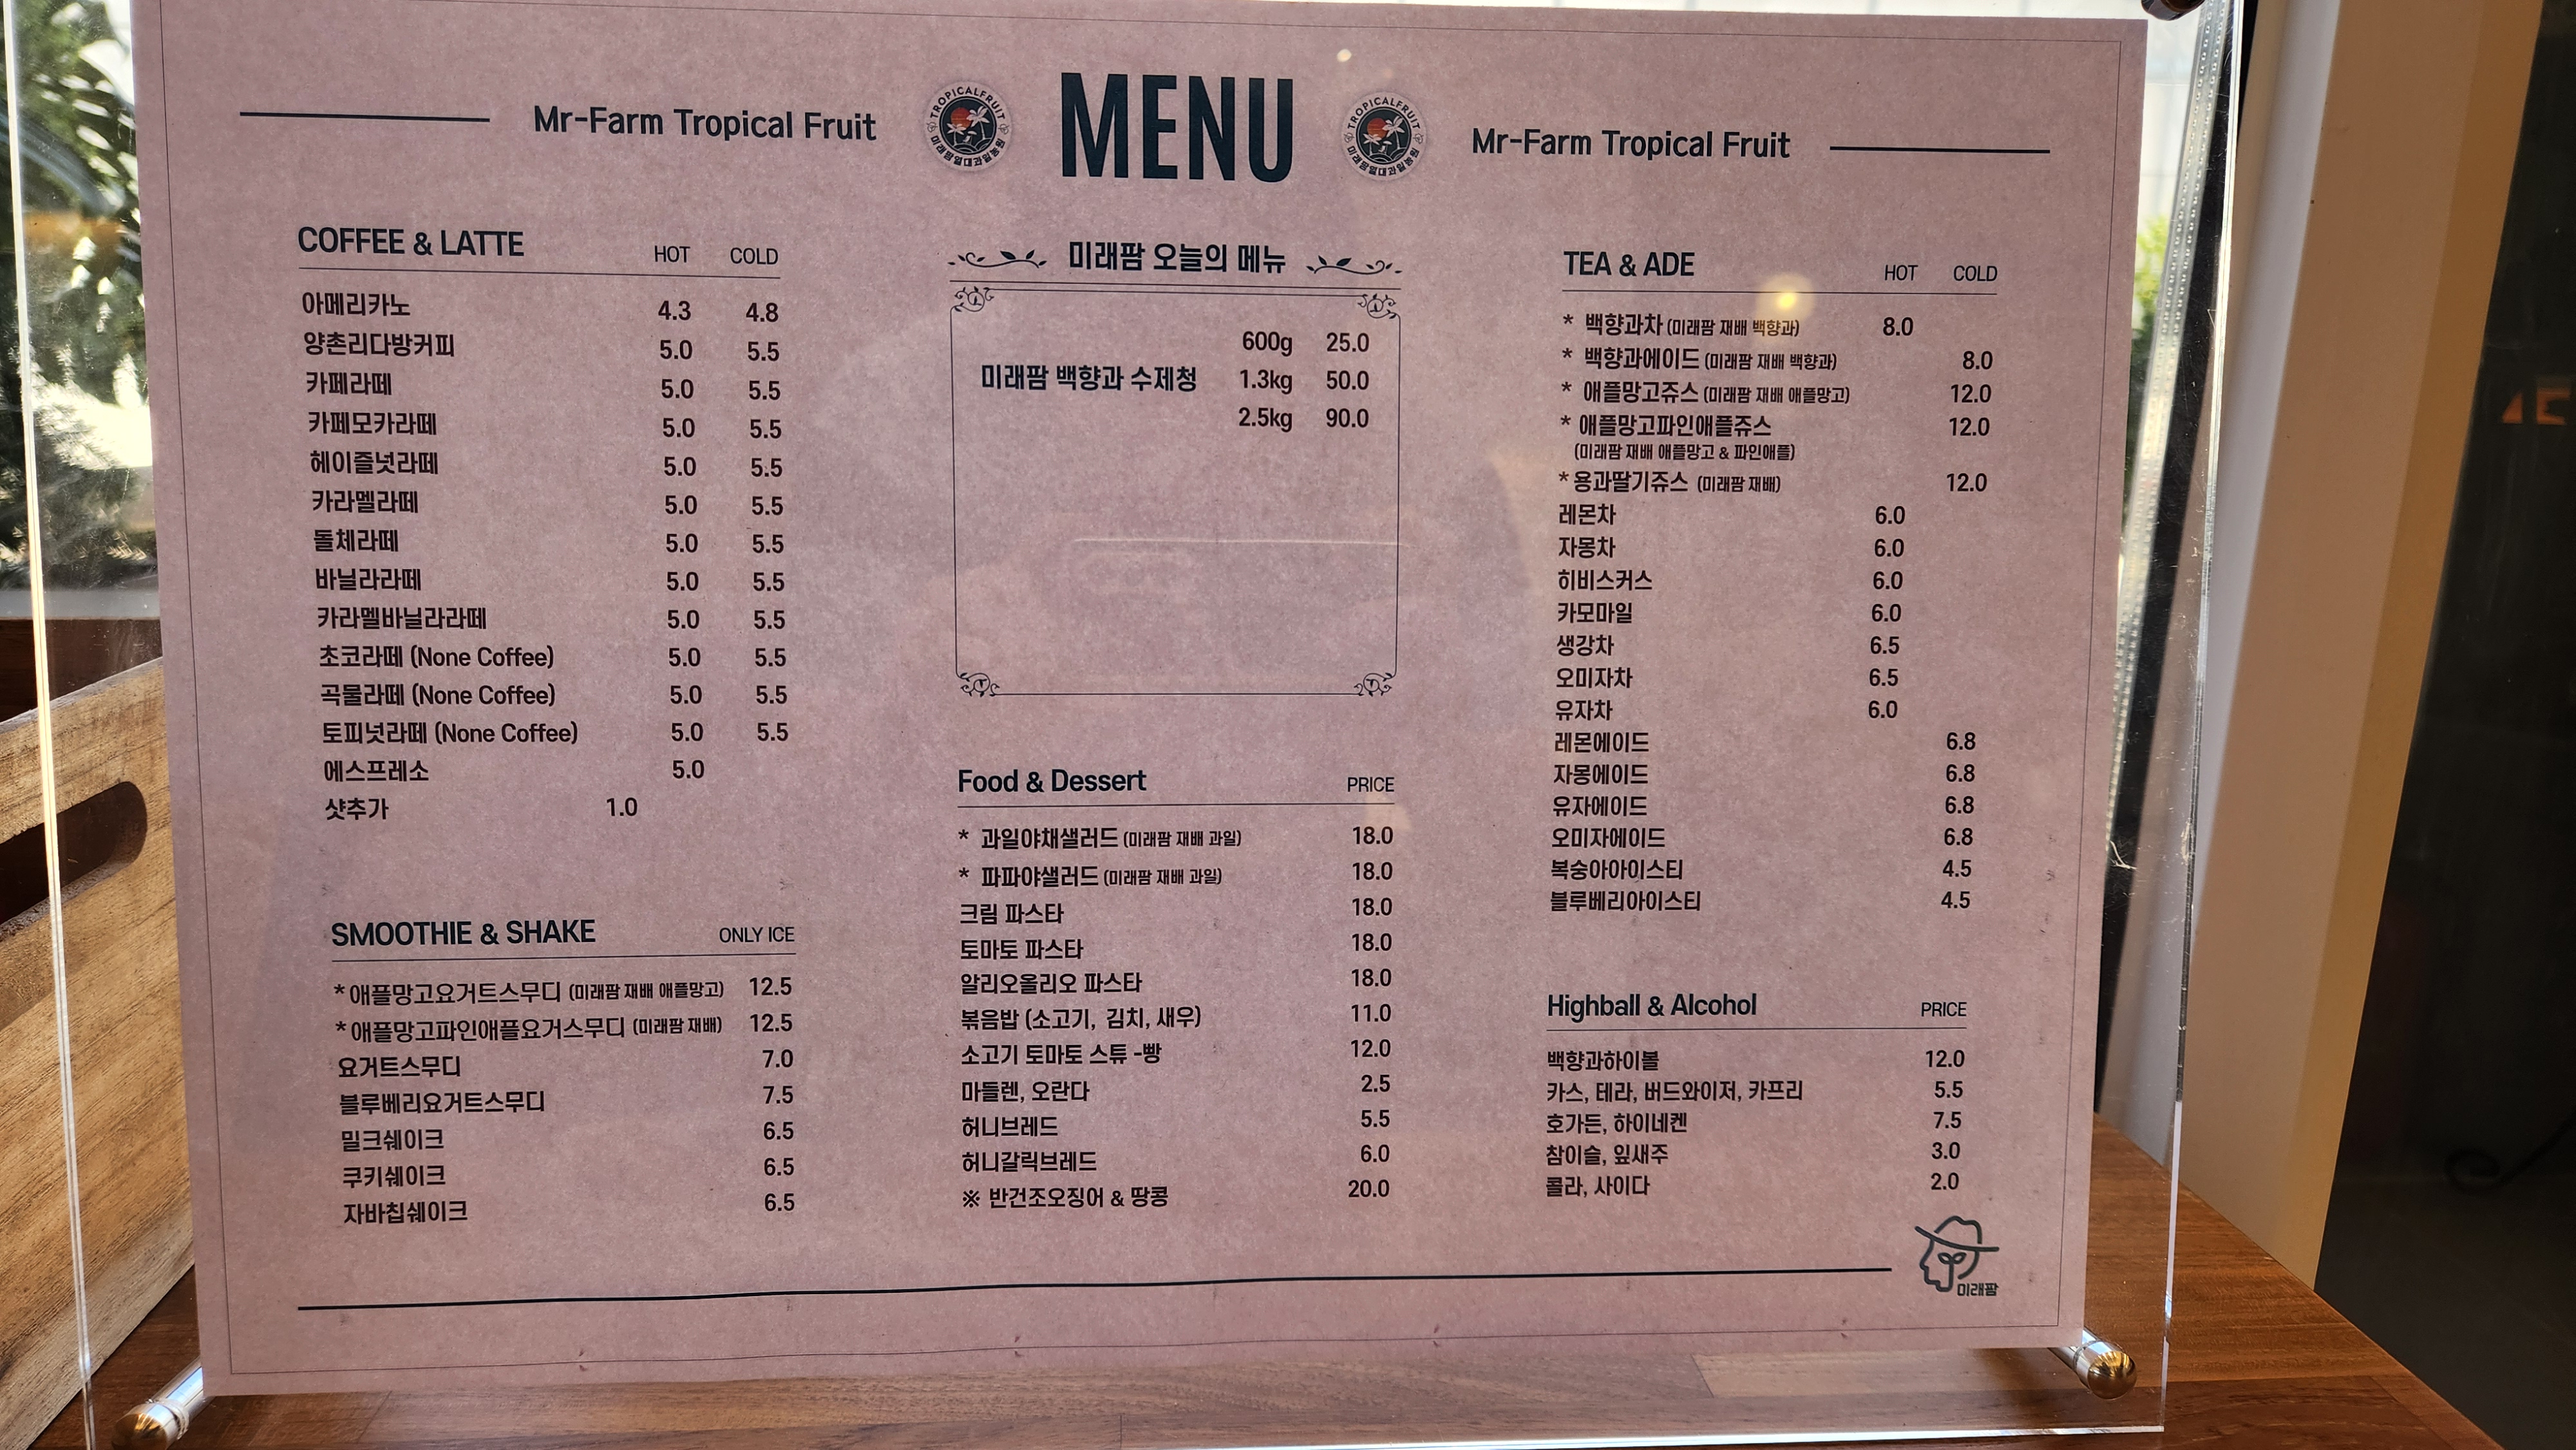 Mr-Farm Tropical Fruit
TROPICALFRUIT
미래팜열대과일농원
MENU
TROPICALFRUIT
미래팜열대과일농원
Mr-Farm Tropical Fruit
COFFEE & LATTE HOT COLD
아메리카노 4.3 4.8
양촌리다방커피 5.0 5.5
카페라떼 5.0 5.5
카페모카라떼 5.0 5.5
헤이즐넛라떼 5.0 5.5
카라멜라떼 5.0 5.5
돌체라떼 5.0 5.5
바닐라라떼 5.0 5.5
카라멜바닐라라떼 5.0 5.5
초코라떼 (None Coffee) 5.0 5.5
곡물라떼 (None Coffee) 5.0 5.5
토피넛라떼 (None Coffee) 5.0 5.5
에스프레소 5.0
샷추가 1.0
SMOOTHIE & SHAKE ONLY ICE
*애플망고요거트스무디 (미래팜 재배 애플망고) 12.5
*애플망고파인애플요거스무디 (미래팜 재배) 12.5
요거트스무디 7.0
블루베리요거트스무디 7.5
밀크쉐이크 6.5
쿠키쉐이크 6.5
자바칩쉐이크 6.5
미래팜 오늘의 메뉴
600g 25.0
미래팜 백향과 수제청 1.3kg 50.0
2.5kg 90.0
Food & Dessert PRICE
* 과일야채샐러드 (미래팜 재배 과일) 18.0
* 파파야샐러드 (미래팜 재배 과일) 18.0
크림 파스타 18.0
토마토 파스타 18.0
알리오올리오 파스타 18.0
볶음밥 (소고기, 김치, 새우) 11.0
소고기 토마토 스튜 -빵 12.0
마들렌, 오란다 2.5
허니브레드 5.5
허니갈릭브레드 6.0
※ 반건조오징어 & 땅콩 20.0
TEA & ADE HOT COLD
* 백향과차 (미래팜 재배 백향과) 8.0
* 백향과에이드 (미래팜 재배 백향과) 8.0
* 애플망고쥬스 (미래팜 재배 애플망고) 12.0
* 애플망고파인애플쥬스 12.0
(미래팜 재배 애플망고 & 파인애플)
*용과딸기쥬스 (미래팜 재배) 12.0
레몬차 6.0
자몽차 6.0
히비스커스 6.0
카모마일 6.0
생강차 6.5
오미자차 6.5
유자차 6.0
레몬에이드 6.8
자몽에이드 6.8
유자에이드 6.8
오미자에이드 6.8
복숭아아이스티 4.5
블루베리아이스티 4.5
Highball & Alcohol PRICE
백향과하이볼 12.0
카스, 테라, 버드와이저, 카프리 5.5
호가든, 하이네켄 7.5
참이슬, 잎새주 3.0
콜라, 사이다 2.0
미래팜